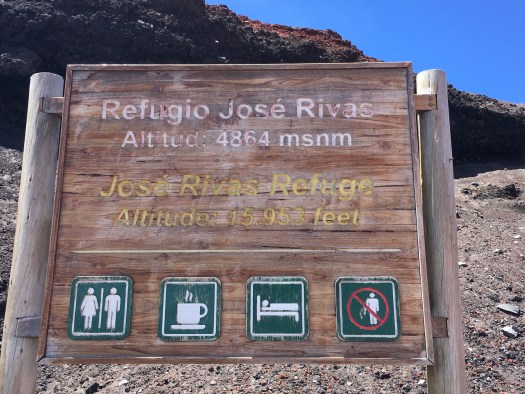 Refugio José Rivas
Altitud: 4864 msnm
José Rivas Refuge
Altitude: 15.953 feet